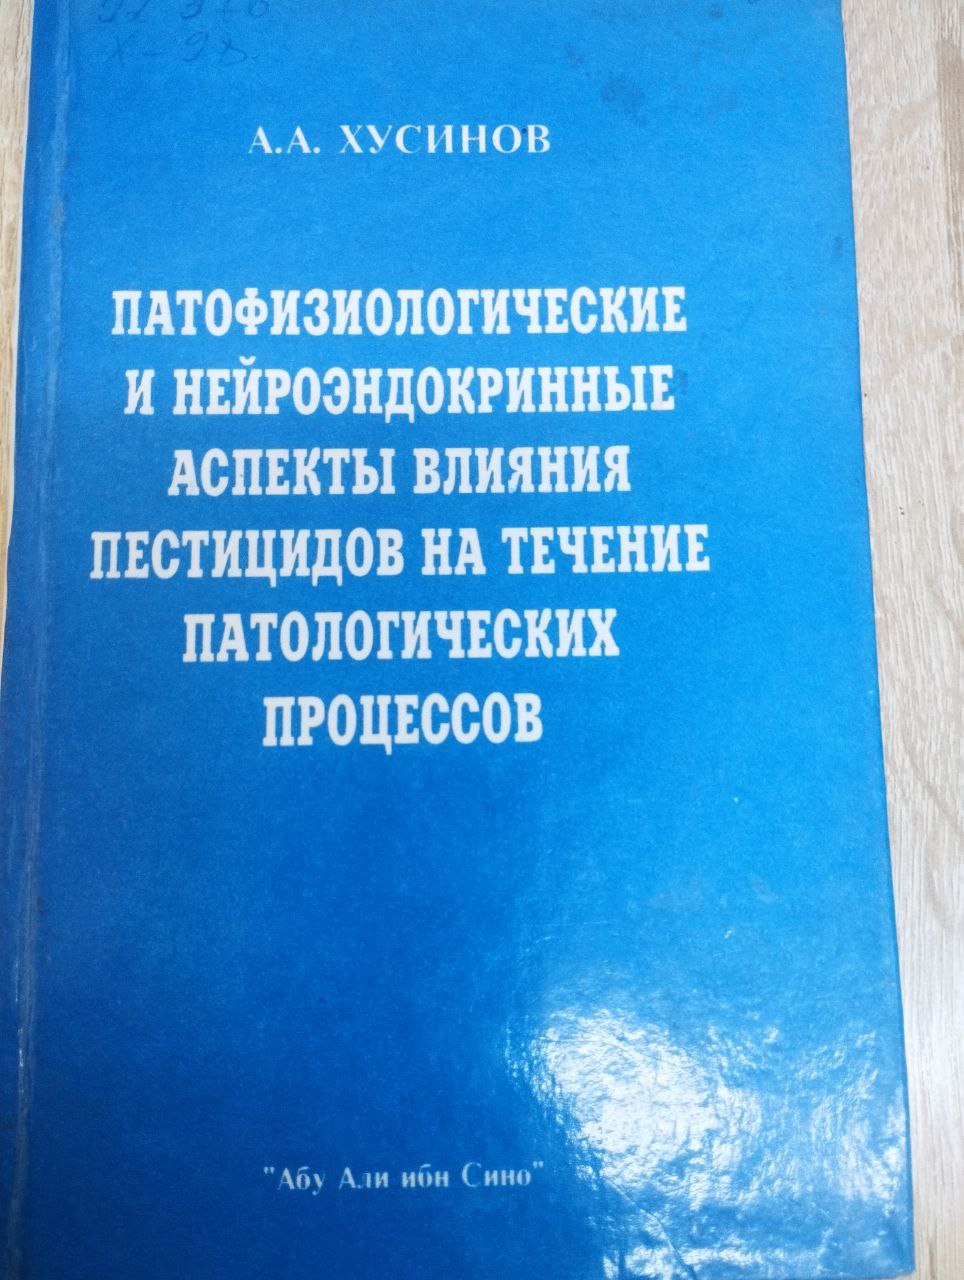 А.А. ХУСИНОВ
ПАТОФИЗИОЛОГИЧЕСКИЕ
И НЕЙРОЭНДОКРИННЫЕ
АСПЕКТЫ ВЛИЯНИЯ
ПЕСТИЦИДОВ НА ТЕЧЕНИЕ
ПАТОЛОГИЧЕСКИХ
ПРОЦЕССОВ
"Абу Али ибн Сино"